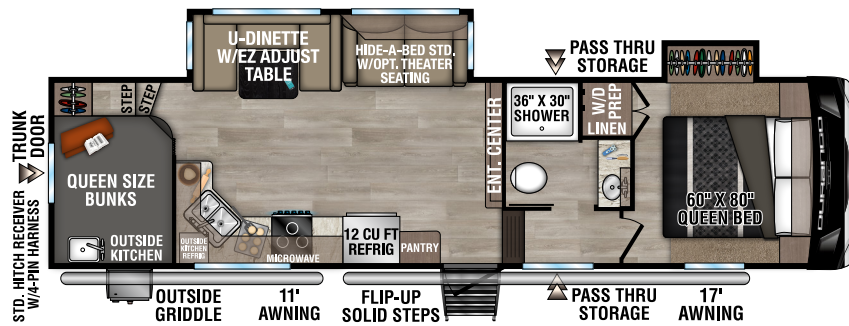 U-DINETTE
W/EZ ADJUST
TABLE
HIDE-A-BED STD.
W/OPT. THEATER
SEATING
PASS THRU
STORAGE
STEP
STEP
36" X 30"
SHOWER
W/D
PREP
LINEN
ENT. CENTER
TRUNK
DOOR
STD. HITCH RECEIVER
W/4-PIN HARNESS
QUEEN SIZE
BUNKS
OUTSIDE
KITCHEN
OUTSIDE
KITCHEN
REFRIG
MICROWAVE
12 CU FT
REFRIG
PANTRY
60" X 80"
QUEEN BED
DURANGO
OUTSIDE
GRIDDLE
11'
AWNING
FLIP-UP
SOLID STEPS
PASS THRU
STORAGE
17'
AWNING